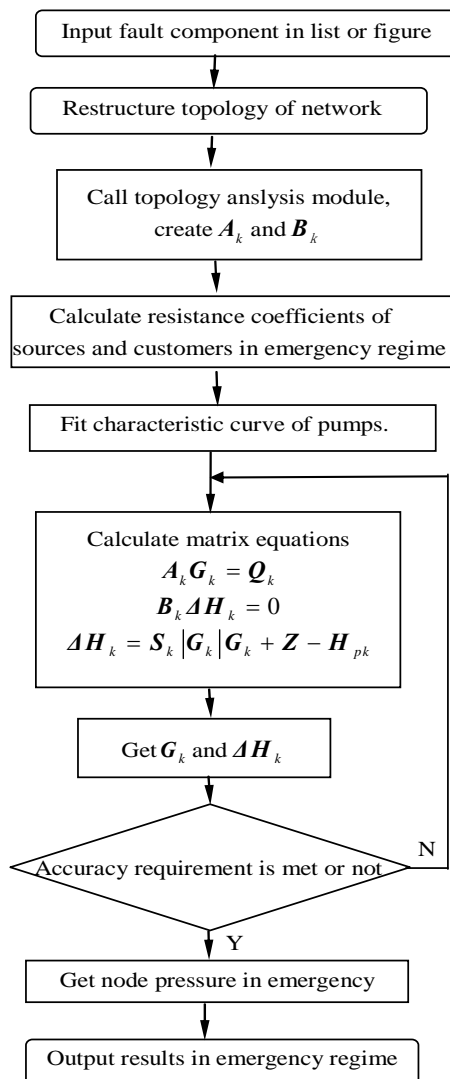 Input fault component in list or figure
Restructure topology of network
Call topology anslysis module,
create A_k and B_k
Calculate resistance coefficients of
sources and customers in emergency regime
Fit characteristic curve of pumps.
Calculate matrix equations
A_k G_k = Q_k
B_k ΔH_k = 0
ΔH_k = S_k |G_k| G_k + Z − H_pk
Get G_k and ΔH_k
Accuracy requirement is met or not
N
Y
Get node pressure in emergency
Output results in emergency regime